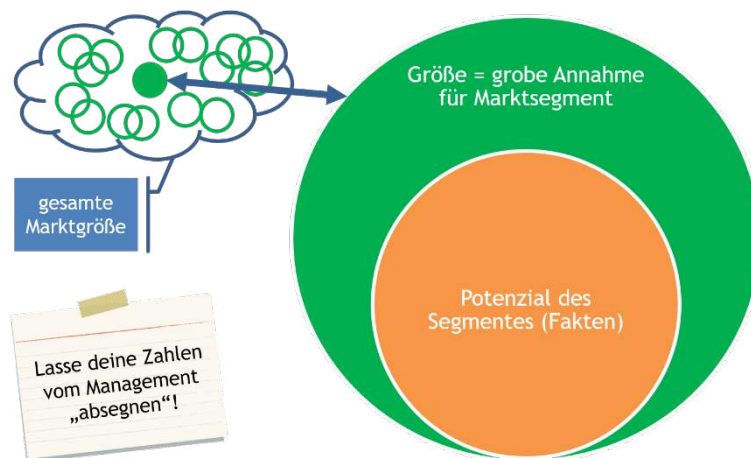 Größe = grobe Annahme
für Marktsegment
gesamte
Marktgröße
Potenzial des
Segmentes (Fakten)
Lasse deine Zahlen
vom Management
„absegnen“!